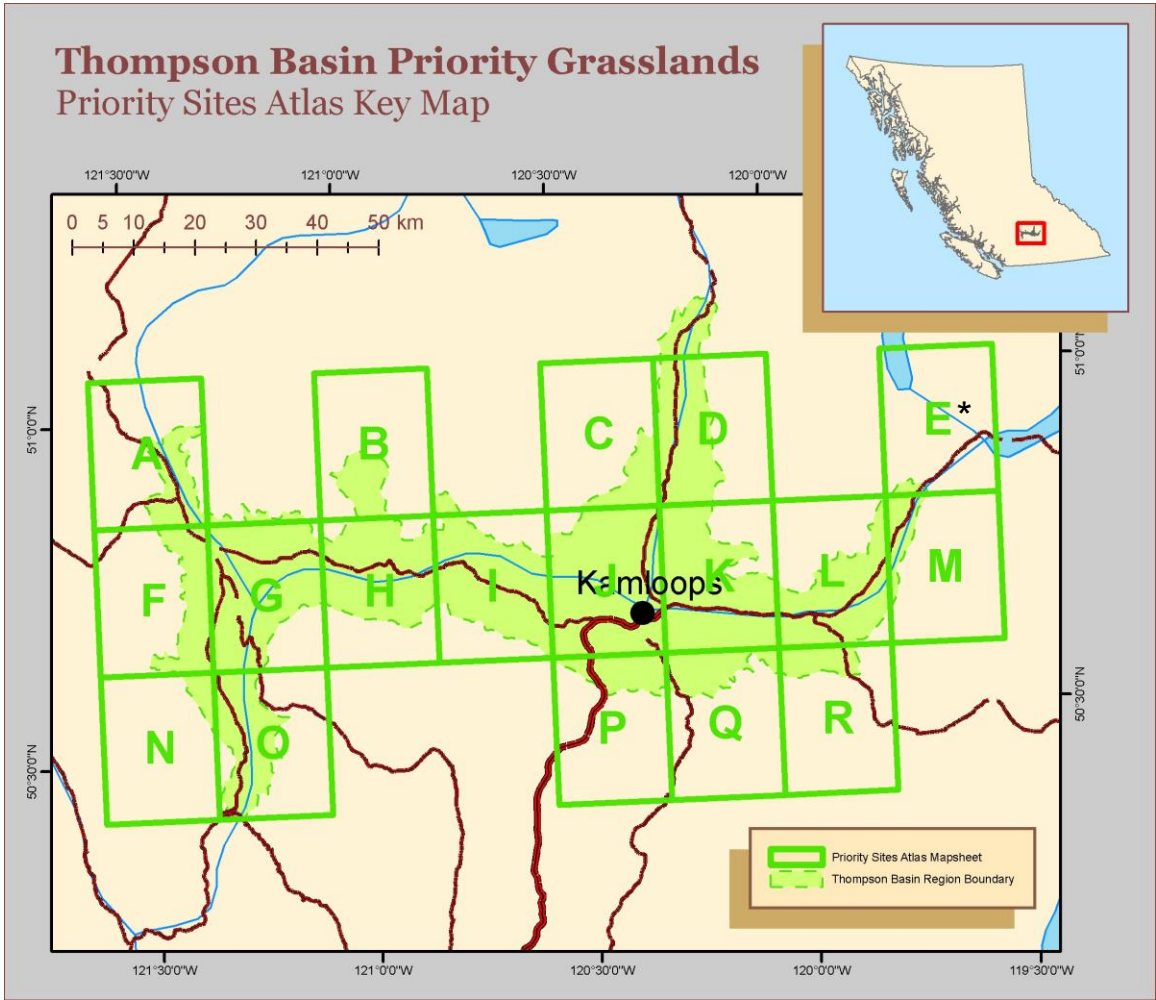 Thompson Basin Priority Grasslands
Priority Sites Atlas Key Map
121°30'0"W 121°0'0"W 120°30'0"W 120°0'0"W
0 5 10 20 30 40 50 km
51°0'0"N
51°0'0"N
A B C D E *
F G H I J K L M
Kamloops
50°30'0"N
N O P Q R
50°30'0"N
Priority Sites Atlas Mapsheet
Thompson Basin Region Boundary
121°30'0"W 121°0'0"W 120°30'0"W 120°0'0"W 119°30'0"W